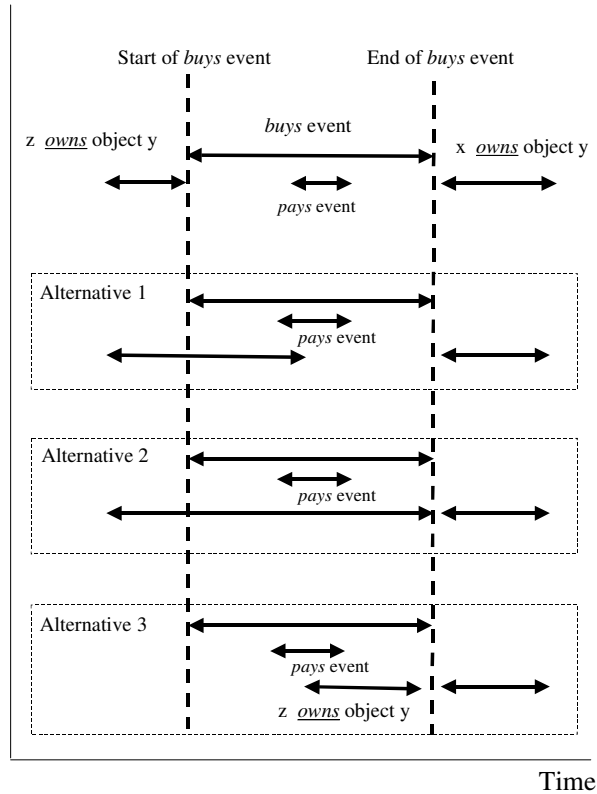 Start of buys event
End of buys event
buys event
z owns object y
x owns object y
pays event
Alternative 1
pays event
Alternative 2
pays event
Alternative 3
pays event
z owns object y
Time